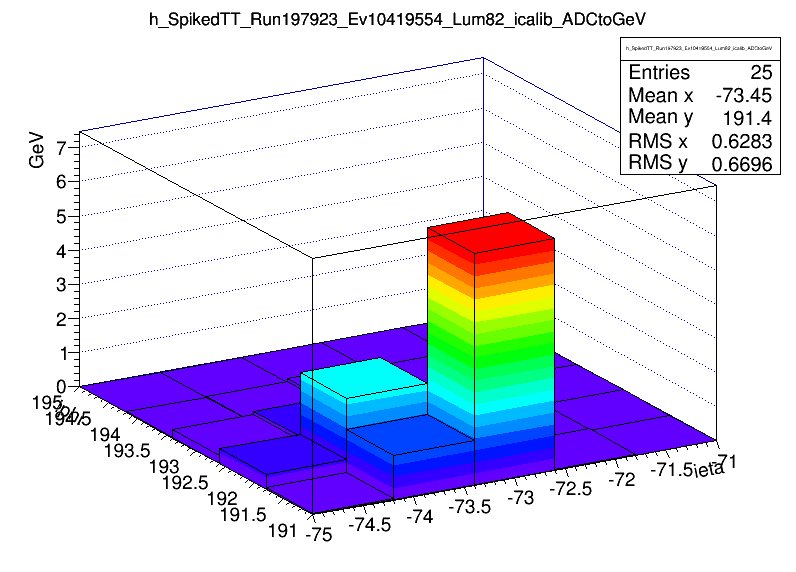 h_SpikedTT_Run197923_Ev10419554_Lum82_icalib_ADCtoGeV
h_SpikedTT_Run197923_Ev10419554_Lum82_icalib_ADCtoGeV
Entries 25
Mean x -73.45
Mean y 191.4
RMS x 0.6283
RMS y 0.6696
GeV
7
6
5
4
3
2
1
0
195
194.5
194
193.5
193
192.5
192
191.5
191
-75
-74.5
-74
-73.5
-73
-72.5
-72
-71.5
ieta
-71